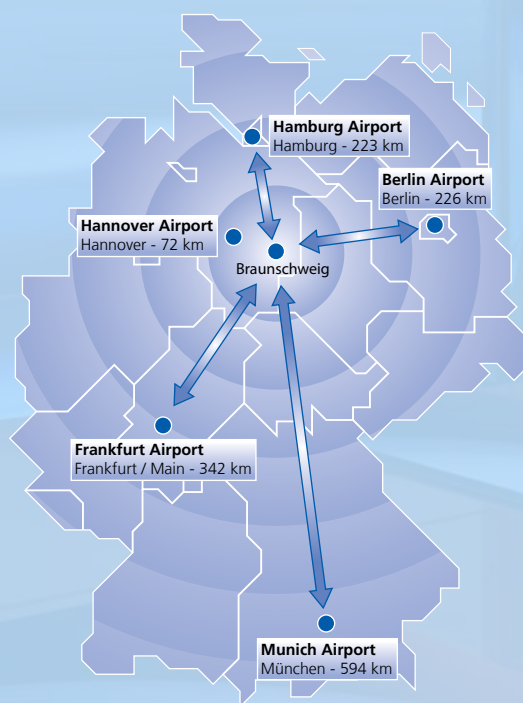 Hamburg Airport
Hamburg - 223 km
Berlin Airport
Berlin - 226 km
Hannover Airport
Hannover - 72 km
Braunschweig
Frankfurt Airport
Frankfurt / Main - 342 km
Munich Airport
München - 594 km